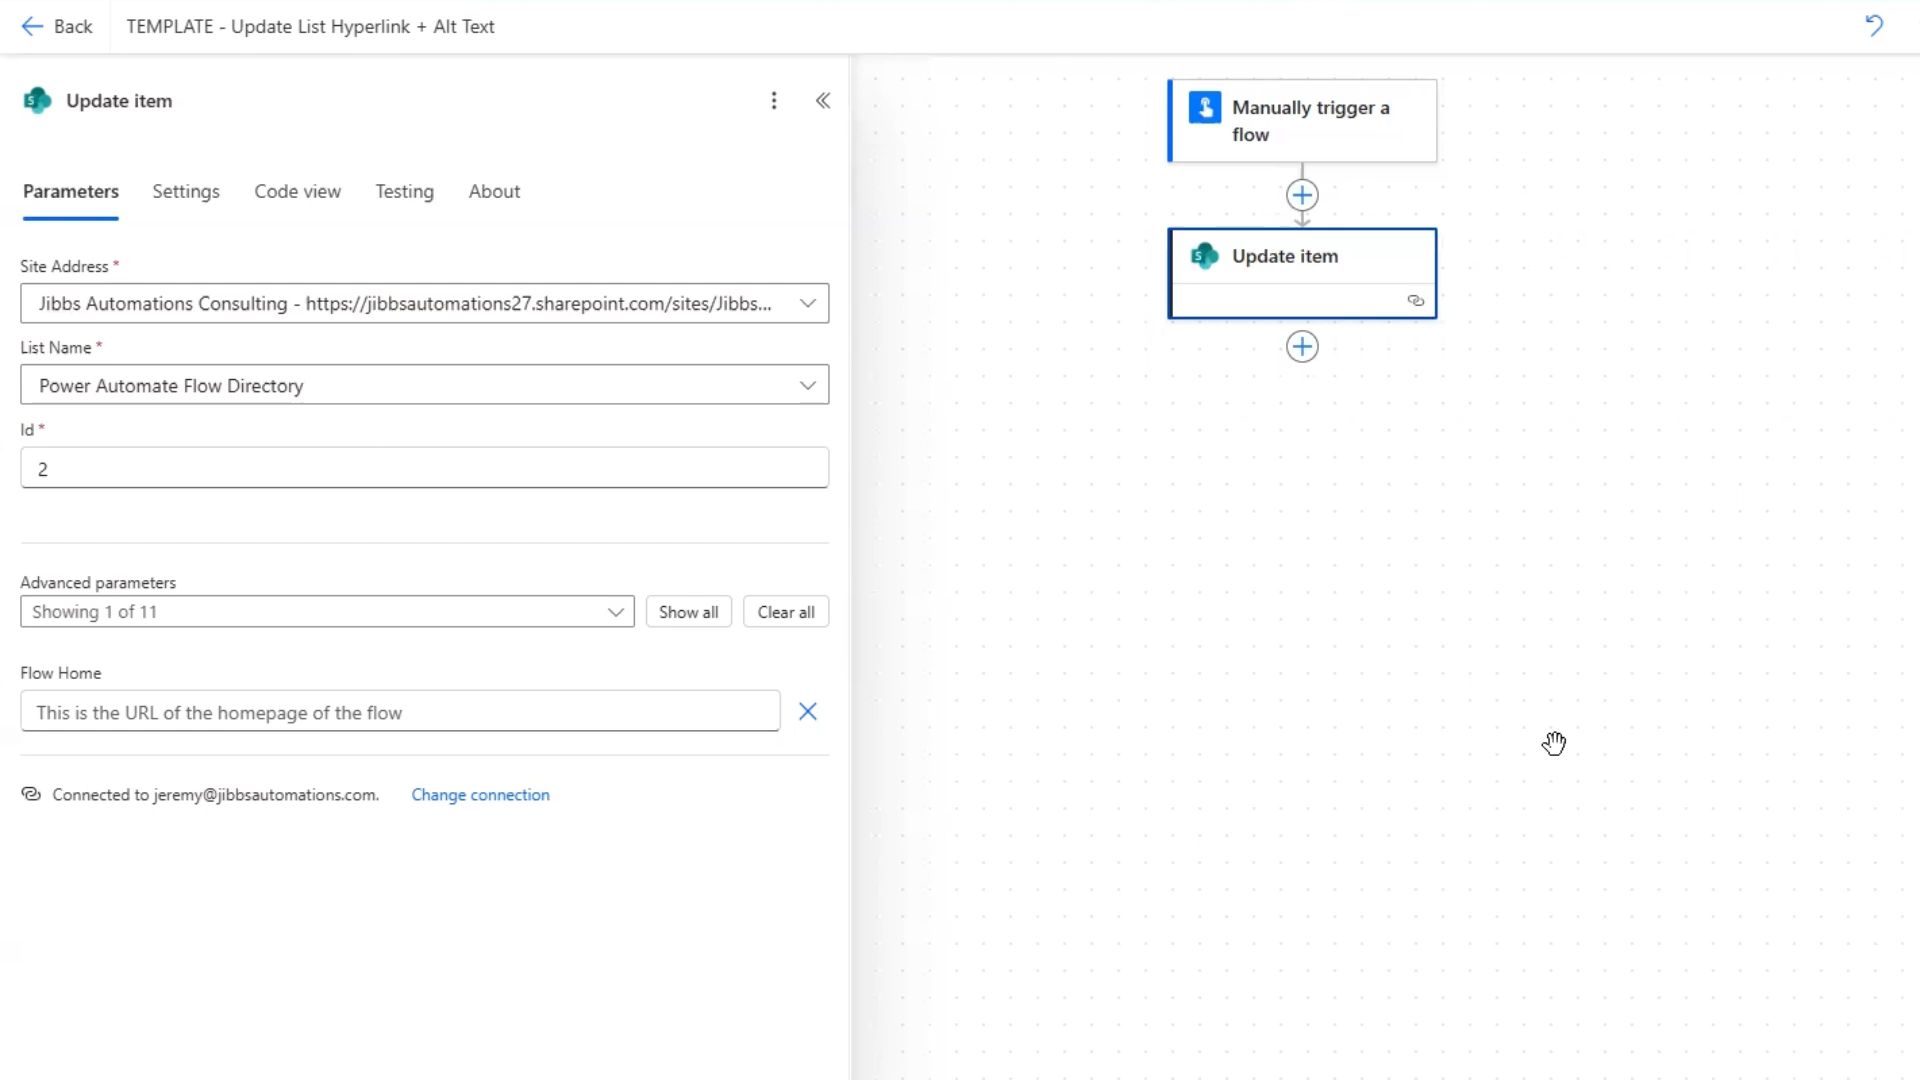 Back
TEMPLATE - Update List Hyperlink + Alt Text
Update item
Parameters
Settings
Code view
Testing
About
Site Address *
Jibbs Automations Consulting - https://jibbsautomations27.sharepoint.com/sites/Jibbs...
List Name *
Power Automate Flow Directory
Id *
2
Advanced parameters
Showing 1 of 11
Show all
Clear all
Flow Home
This is the URL of the homepage of the flow
Connected to jeremy@jibbsautomations.com.
Change connection
Manually trigger a
flow
Update item